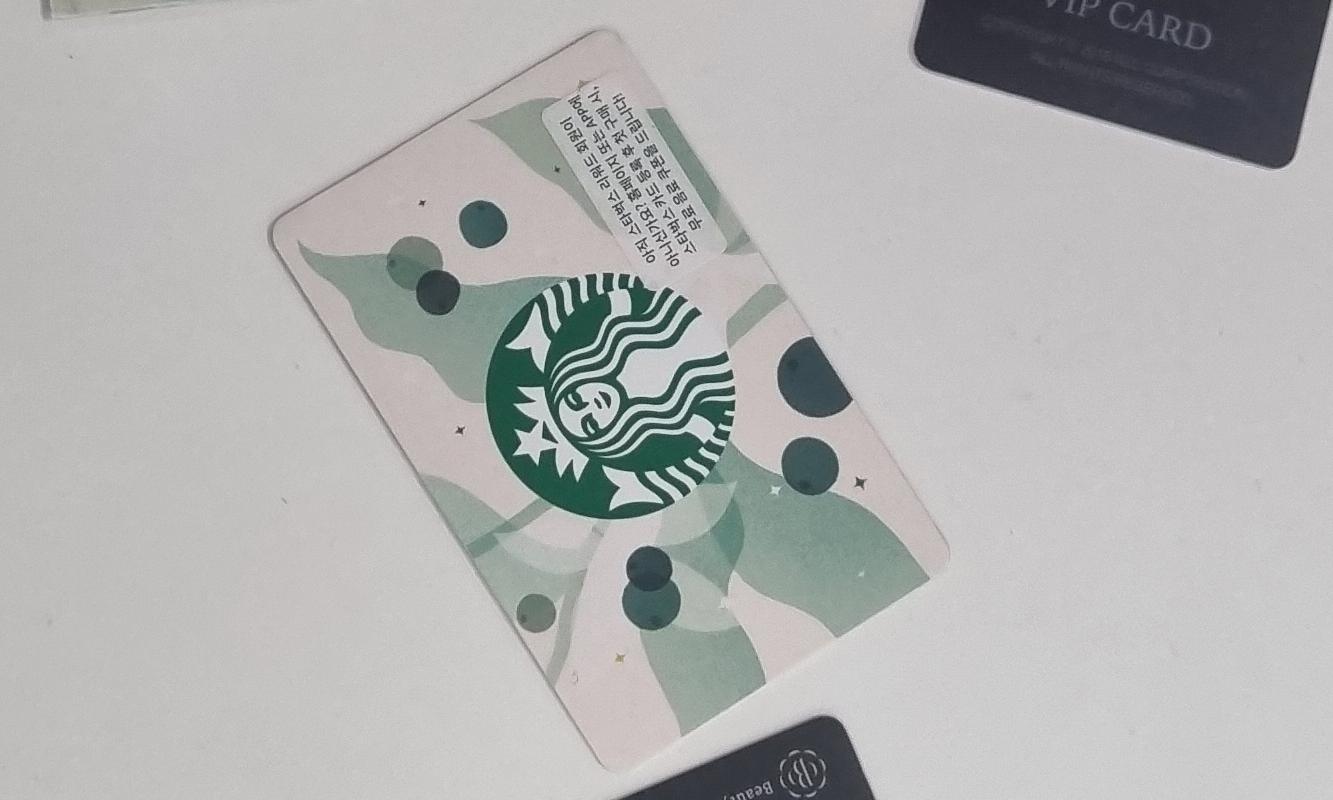 VIP CARD
아직 스타벅스 리워드 회원이
아니신가요? 홈페이지 또는 APP에
스타벅스 카드 등록 후 첫 구매 시,
무료 음료 쿠폰을 드립니다!